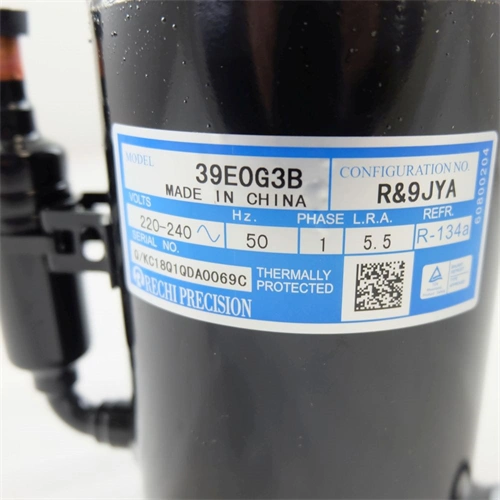 MODEL 39E0G3B CONFIGURATION NO. R&9JYA
MADE IN CHINA
VOLTS Hz. PHASE L.R.A. REFR.
220-240 50 1 5.5 R-134a
SERIAL NO.
Q/KC18Q1QDA0069C
THERMALLY
PROTECTED
RECHI PRECISION
60800204